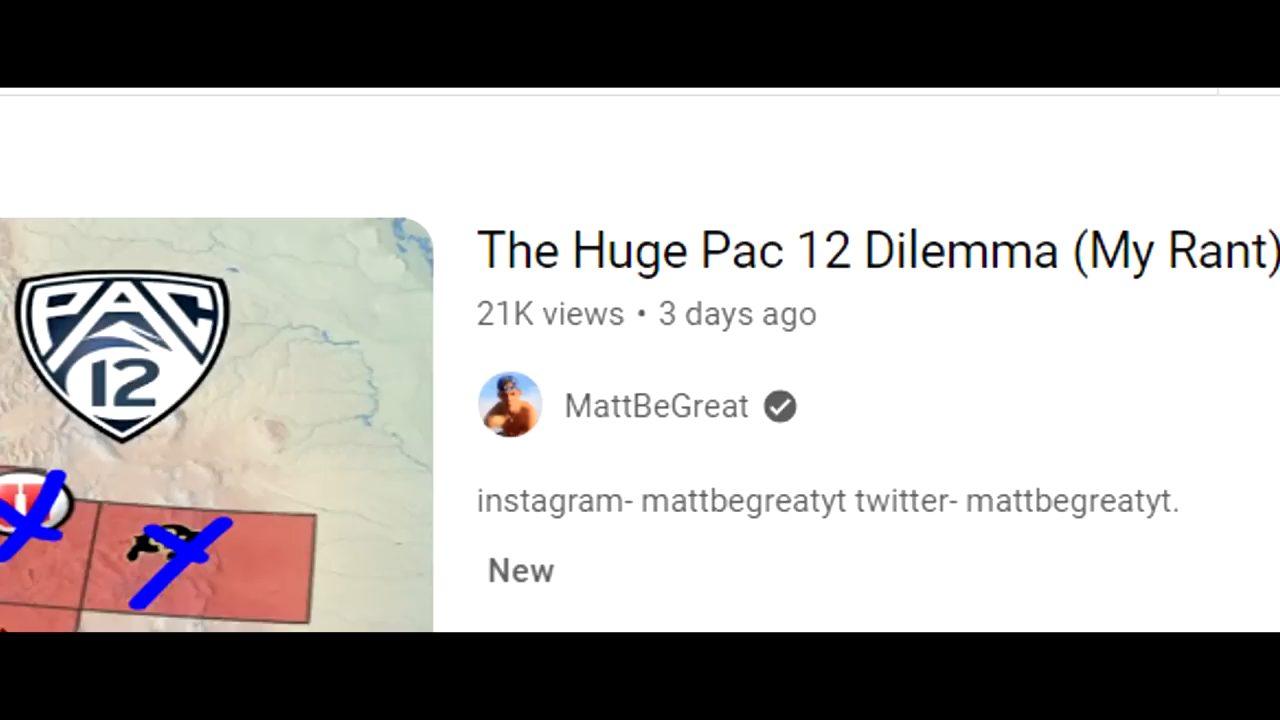 PAC
12
The Huge Pac 12 Dilemma (My Rant)
21K views • 3 days ago
MattBeGreat
instagram- mattbegreatyt twitter- mattbegreatyt.
New